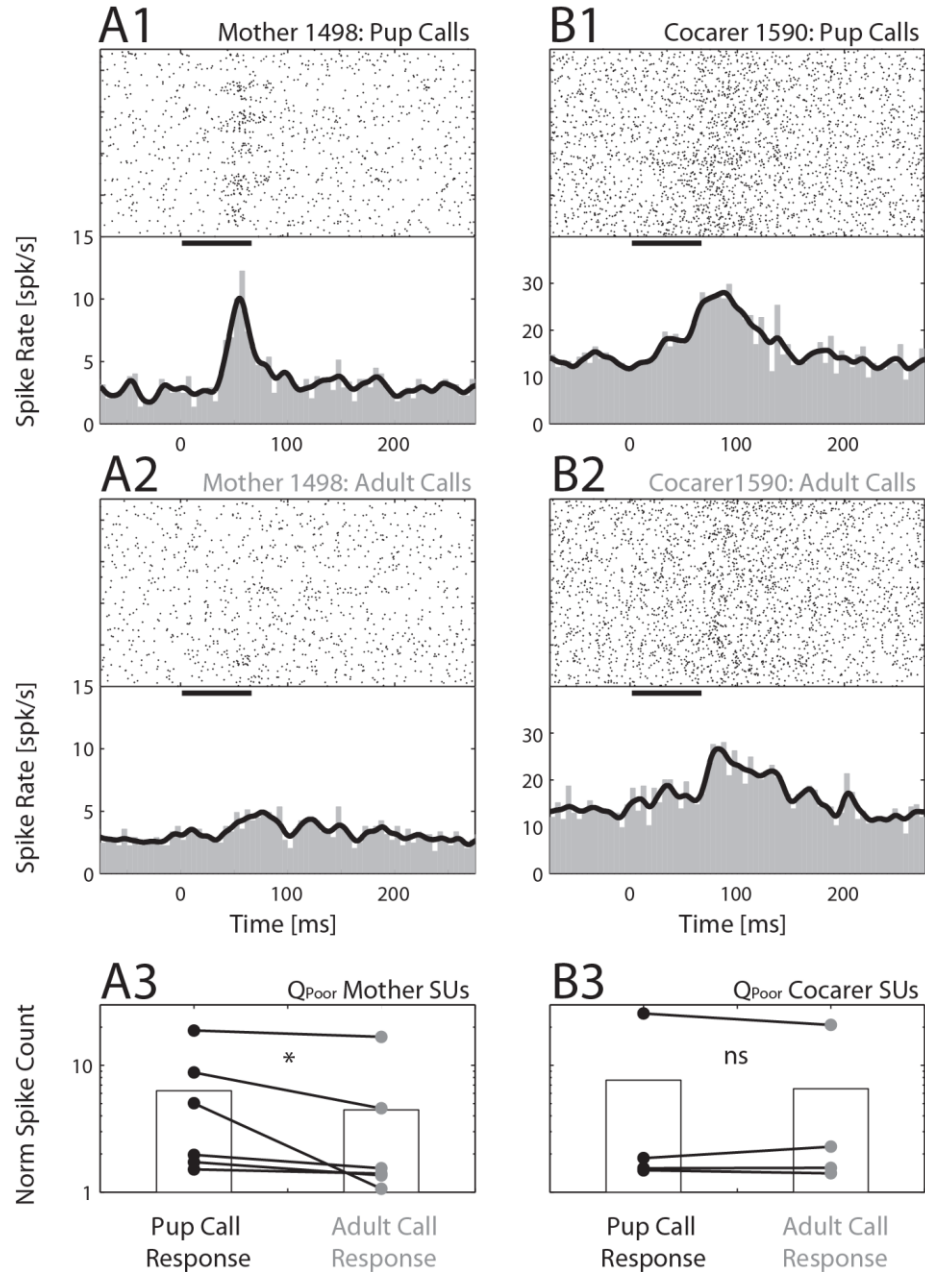 A1 Mother 1498: Pup Calls
B1 Cocarer 1590: Pup Calls
Spike Rate [spk/s]
15
10
5
0
0 100 200
30
20
10
0
0 100 200
A2 Mother 1498: Adult Calls
B2 Cocarer1590: Adult Calls
Spike Rate [spk/s]
15
10
5
0
0 100 200
Time [ms]
30
20
10
0
0 100 200
Time [ms]
A3 QPoor Mother SUs
B3 QPoor Cocarer SUs
Norm Spike Count
10
1
*
ns
Pup Call
Response
Adult Call
Response
Pup Call
Response
Adult Call
Response